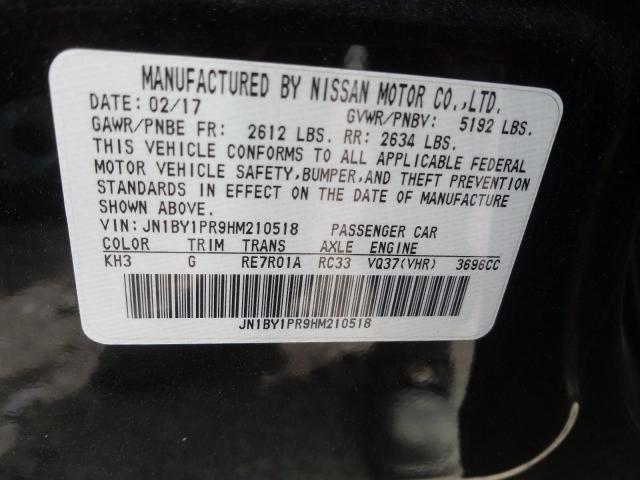 MANUFACTURED BY NISSAN MOTOR CO.,LTD.
DATE: 02/17 GVWR/PNBV: 5192 LBS.
GAWR/PNBE FR: 2612 LBS. RR: 2634 LBS.
THIS VEHICLE CONFORMS TO ALL APPLICABLE FEDERAL
MOTOR VEHICLE SAFETY,BUMPER,AND THEFT PREVENTION
STANDARDS IN EFFECT ON THE DATE OF MANUFACTURE
SHOWN ABOVE.
VIN:JN1BY1PR9HM210518 PASSENGER CAR
COLOR TRIM TRANS AXLE ENGINE
KH3 G RE7R01A RC33 VQ37(VHR) 3696CC
JN1BY1PR9HM210518